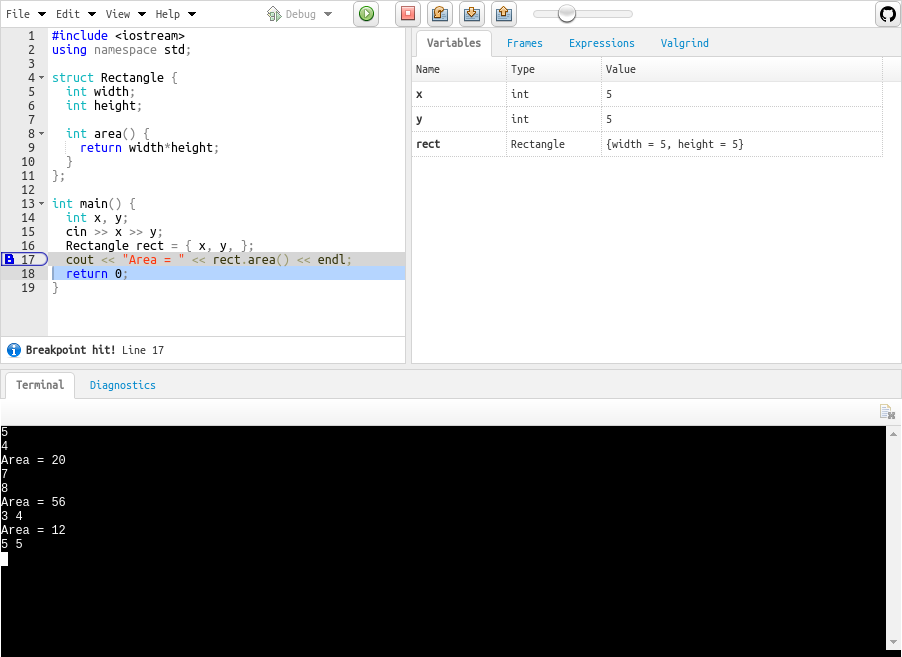 File Edit View Help Debug
1 #include <iostream>
2 using namespace std;
3
4 struct Rectangle {
5 int width;
6 int height;
7
8 int area() {
9 return width*height;
10 }
11 };
12
13 int main() {
14 int x, y;
15 cin >> x >> y;
16 Rectangle rect = { x, y, };
17 cout << "Area = " << rect.area() << endl;
18 return 0;
19 }
Breakpoint hit! Line 17
Variables Frames Expressions Valgrind
Name Type Value
x int 5
y int 5
rect Rectangle {width = 5, height = 5}
Terminal Diagnostics
5
4
Area = 20
7
8
Area = 56
3 4
Area = 12
5 5